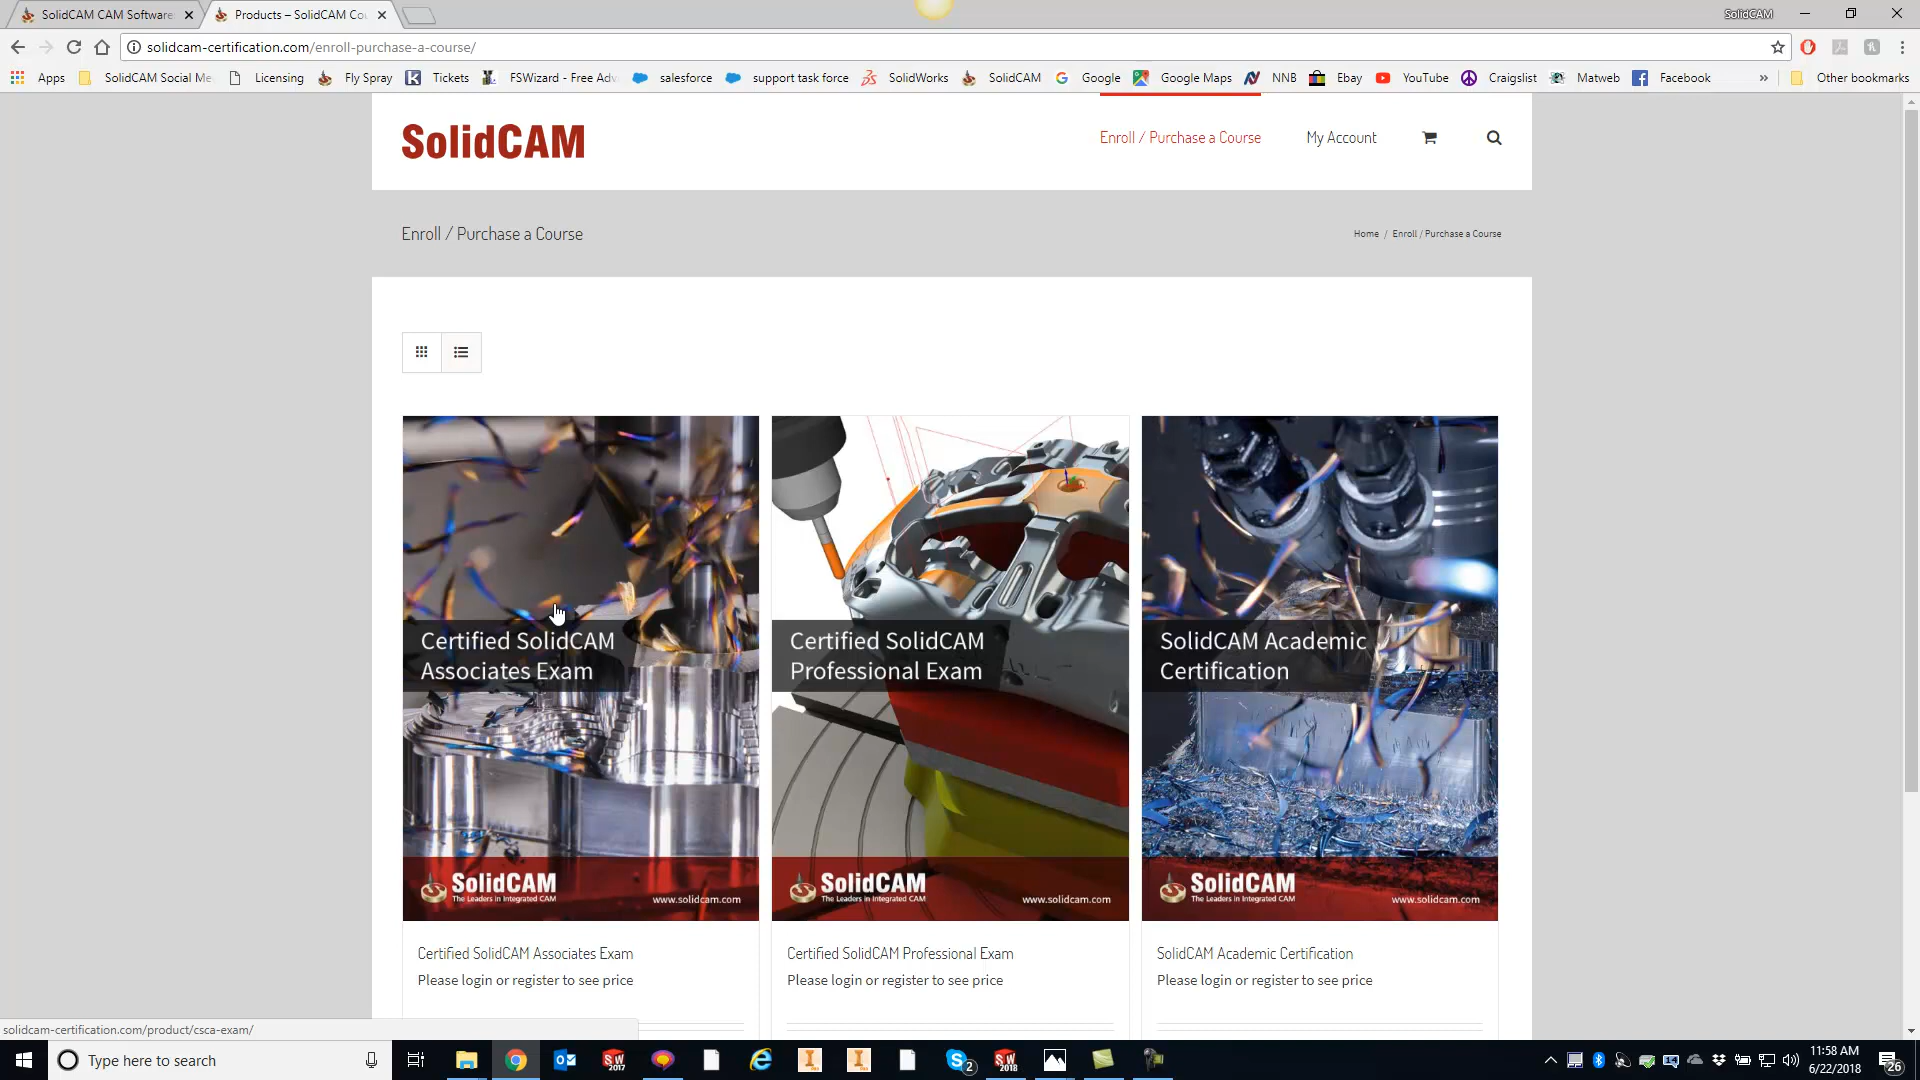 SolidCAM CAM Software
Products – SolidCAM Co
SolidCAM
solidcam-certification.com/enroll-purchase-a-course/
Apps
SolidCAM Social Me
Licensing
Fly Spray
Tickets
FSWizard - Free Adv
salesforce
support task force
SolidWorks
SolidCAM
Google
Google Maps
NNB
Ebay
YouTube
Craigslist
Matweb
Facebook
»
Other bookmarks
SolidCAM
Enroll / Purchase a Course
My Account
Enroll / Purchase a Course
Home / Enroll / Purchase a Course
Certified SolidCAM
Associates Exam
SolidCAM
The Leaders in Integrated CAM
www.solidcam.com
Certified SolidCAM
Professional Exam
SolidCAM
The Leaders in Integrated CAM
www.solidcam.com
SolidCAM Academic
Certification
SolidCAM
The Leaders in Integrated CAM
www.solidcam.com
Certified SolidCAM Associates Exam
Please login or register to see price
Certified SolidCAM Professional Exam
Please login or register to see price
SolidCAM Academic Certification
Please login or register to see price
solidcam-certification.com/product/csca-exam/
Type here to search
SW
2017
2
SW
2018
11:58 AM
6/22/2018
26